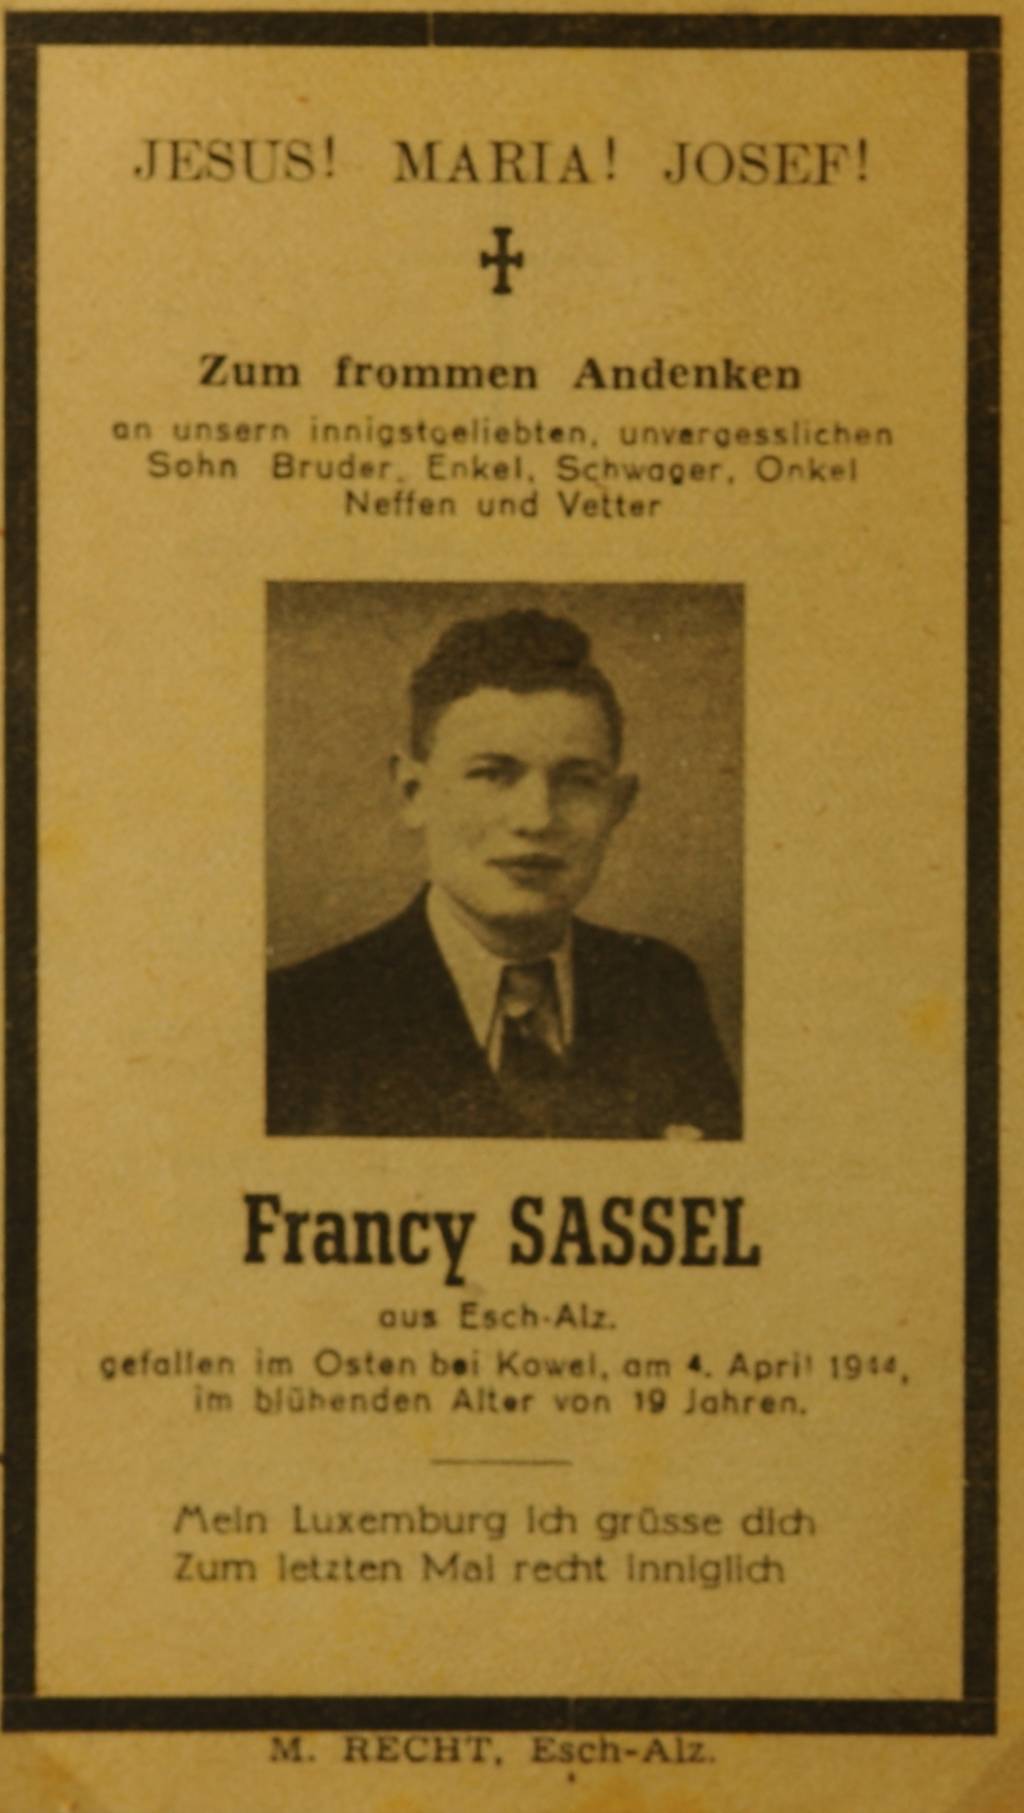 JESUS! MARIA! JOSEF!
Zum frommen Andenken
an unsern innigstgeliebten, unvergesslichen
Sohn Bruder, Enkel, Schwager, Onkel
Neffen und Vetter
Francy SASSEL
aus Esch-Alz.
gefallen im Osten bei Kowel, am 4. April 1944,
im blühenden Alter von 19 Jahren.
Mein Luxemburg ich grüsse dich
Zum letzten Mal recht inniglich
M. RECHT, Esch-Alz.